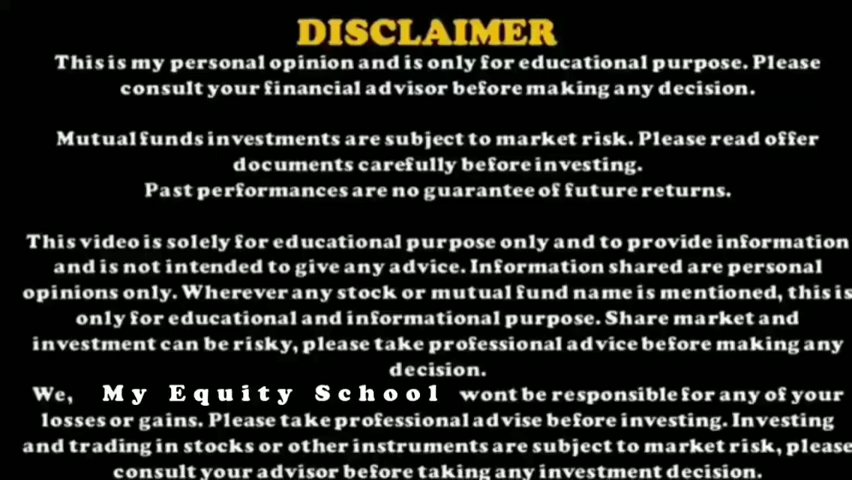 DISCLAIMER
This is my personal opinion and is only for educational purpose. Please
consult your financial advisor before making any decision.
Mutual funds investments are subject to market risk. Please read offer
documents carefully before investing.
Past performances are no guarantee of future returns.
This video is solely for educational purpose only and to provide information
and is not intended to give any advice. Information shared are personal
opinions only. Wherever any stock or mutual fund name is mentioned, this is
only for educational and informational purpose. Share market and
investment can be risky, please take professional advice before making any
decision.
We, My Equity School wont be responsible for any of your
losses or gains. Please take professional advise before investing. Investing
and trading in stocks or other instruments are subject to market risk, please
consult your advisor before taking any investment decision.